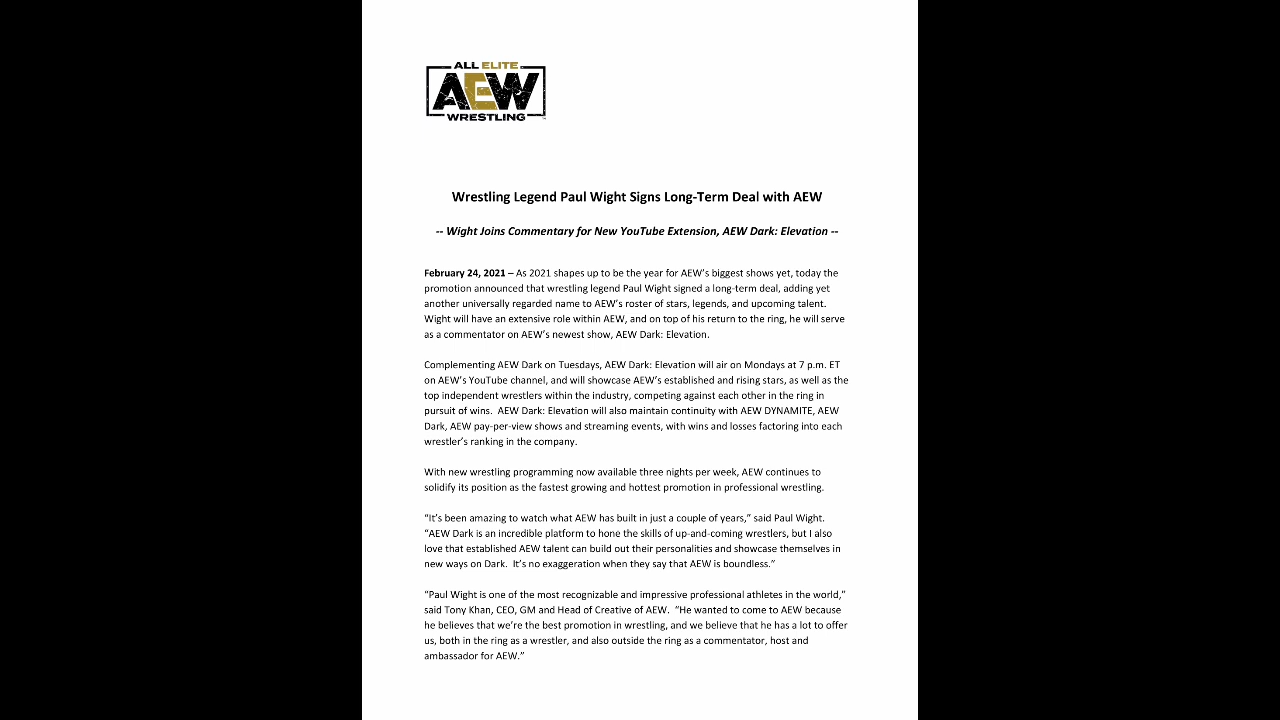 ALL ELITE
AEW
WRESTLING
Wrestling Legend Paul Wight Signs Long-Term Deal with AEW
-- Wight Joins Commentary for New YouTube Extension, AEW Dark: Elevation --
February 24, 2021 – As 2021 shapes up to be the year for AEW’s biggest shows yet, today the
promotion announced that wrestling legend Paul Wight signed a long-term deal, adding yet
another universally regarded name to AEW’s roster of stars, legends, and upcoming talent.
Wight will have an extensive role within AEW, and on top of his return to the ring, he will serve
as a commentator on AEW’s newest show, AEW Dark: Elevation.
Complementing AEW Dark on Tuesdays, AEW Dark: Elevation will air on Mondays at 7 p.m. ET
on AEW’s YouTube channel, and will showcase AEW’s established and rising stars, as well as the
top independent wrestlers within the industry, competing against each other in the ring in
pursuit of wins.  AEW Dark: Elevation will also maintain continuity with AEW DYNAMITE, AEW
Dark, AEW pay-per-view shows and streaming events, with wins and losses factoring into each
wrestler’s ranking in the company.
With new wrestling programming now available three nights per week, AEW continues to
solidify its position as the fastest growing and hottest promotion in professional wrestling.
“It’s been amazing to watch what AEW has built in just a couple of years,” said Paul Wight.
“AEW Dark is an incredible platform to hone the skills of up-and-coming wrestlers, but I also
love that established AEW talent can build out their personalities and showcase themselves in
new ways on Dark.  It’s no exaggeration when they say that AEW is boundless.”
“Paul Wight is one of the most recognizable and impressive professional athletes in the world,”
said Tony Khan, CEO, GM and Head of Creative of AEW.  “He wanted to come to AEW because
he believes that we’re the best promotion in wrestling, and we believe that he has a lot to offer
us, both in the ring as a wrestler, and also outside the ring as a commentator, host and
ambassador for AEW.”